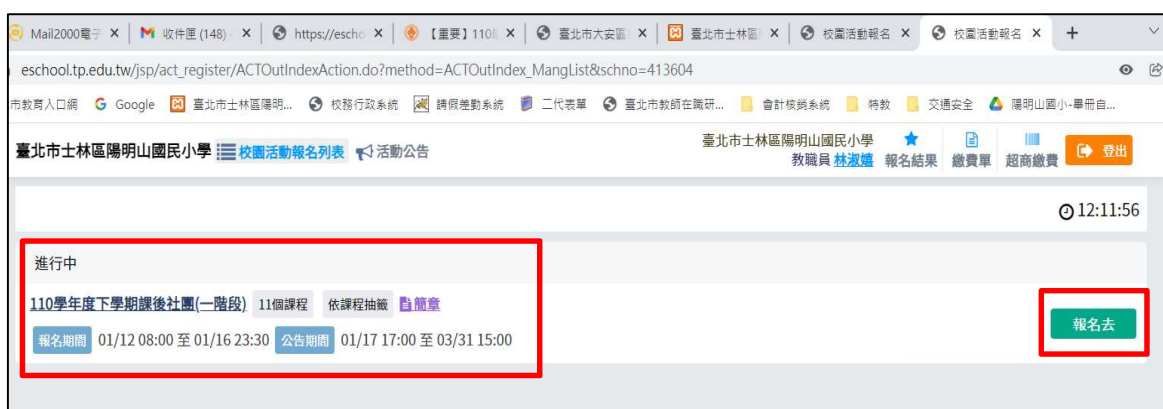 Mail2000電子
收件匣 (148) -
https://escho
【重要】110
臺北市大安區
臺北市士林區
校園活動報名
校園活動報名
eschool.tp.edu.tw/jsp/act_register/ACTOutIndexAction.do?method=ACTOutIndex_MangList&schno=413604
市教育人口網 Google 臺北市士林區陽明... 校務行政系統 請假差勤系統 二代表單 臺北市教師在職研... 會計核銷系統 特教 交通安全 陽明山國小-畢冊自...
臺北市士林區陽明山國民小學 校園活動報名列表 活動公告
臺北市士林區陽明山國民小學
教職員 林淑嬉 報名結果 繳費單 超商繳費 登出
12:11:56
進行中
110學年度下學期課後社團(一階段) 11個課程 依課程抽籤 簡章
報名期間 01/12 08:00 至 01/16 23:30 公告期間 01/17 17:00 至 03/31 15:00
報名去